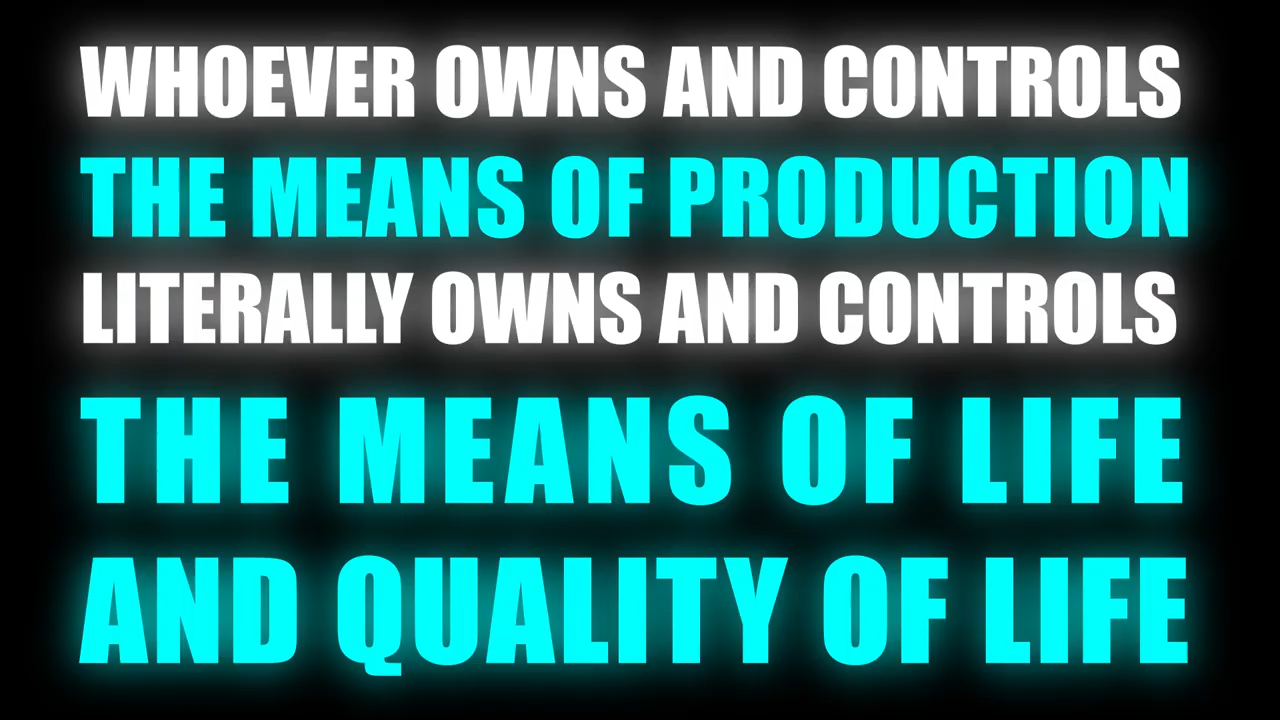 WHOEVER OWNS AND CONTROLS
THE MEANS OF PRODUCTION
LITERALLY OWNS AND CONTROLS
THE MEANS OF LIFE
AND QUALITY OF LIFE